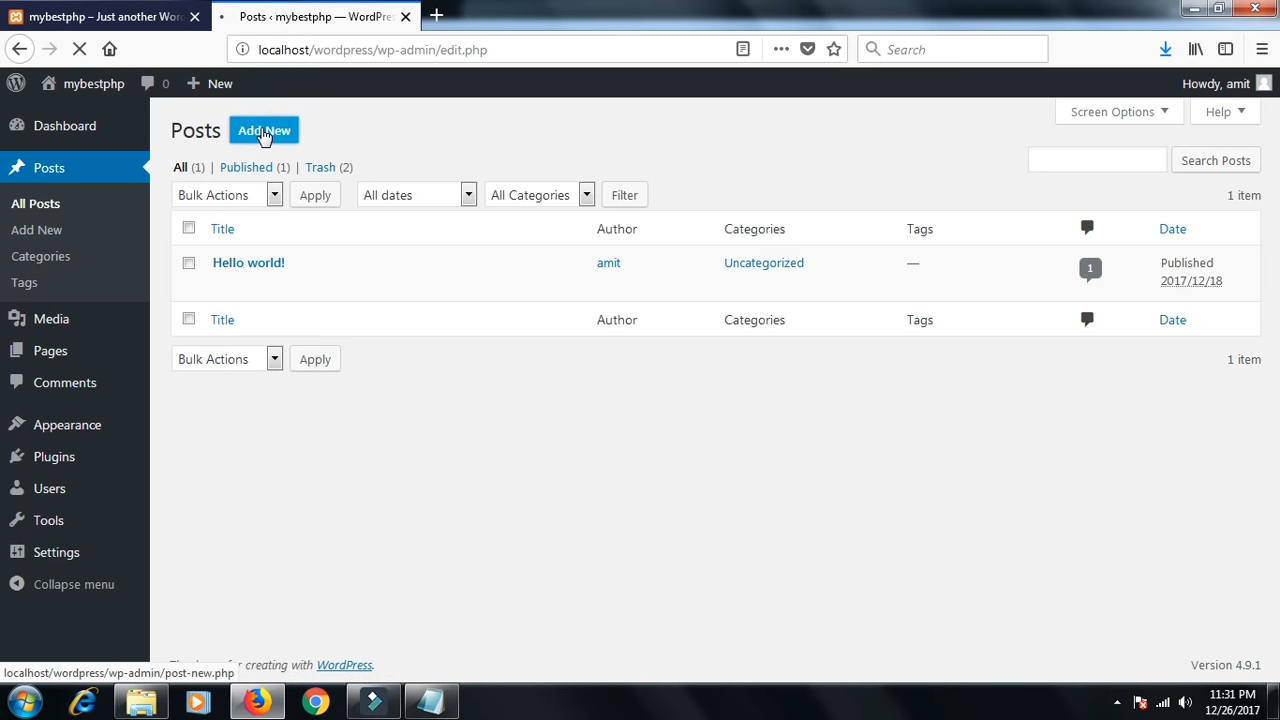 mybestphp – Just another Wor
Posts ‹ mybestphp — WordPres
localhost/wordpress/wp-admin/edit.php
Search
mybestphp
0
New
Howdy, amit
Dashboard
Posts
All Posts
Add New
Categories
Tags
Media
Pages
Comments
Appearance
Plugins
Users
Tools
Settings
Collapse menu
Screen Options
Help
Posts
Add New
All (1) | Published (1) | Trash (2)
Search Posts
Bulk Actions
Apply
All dates
All Categories
Filter
1 item
Title
Author
Categories
Tags
Date
Hello world!
amit
Uncategorized
—
1
Published
2017/12/18
Title
Author
Categories
Tags
Date
Bulk Actions
Apply
1 item
for creating with WordPress.
Version 4.9.1
localhost/wordpress/wp-admin/post-new.php
11:31 PM
12/26/2017